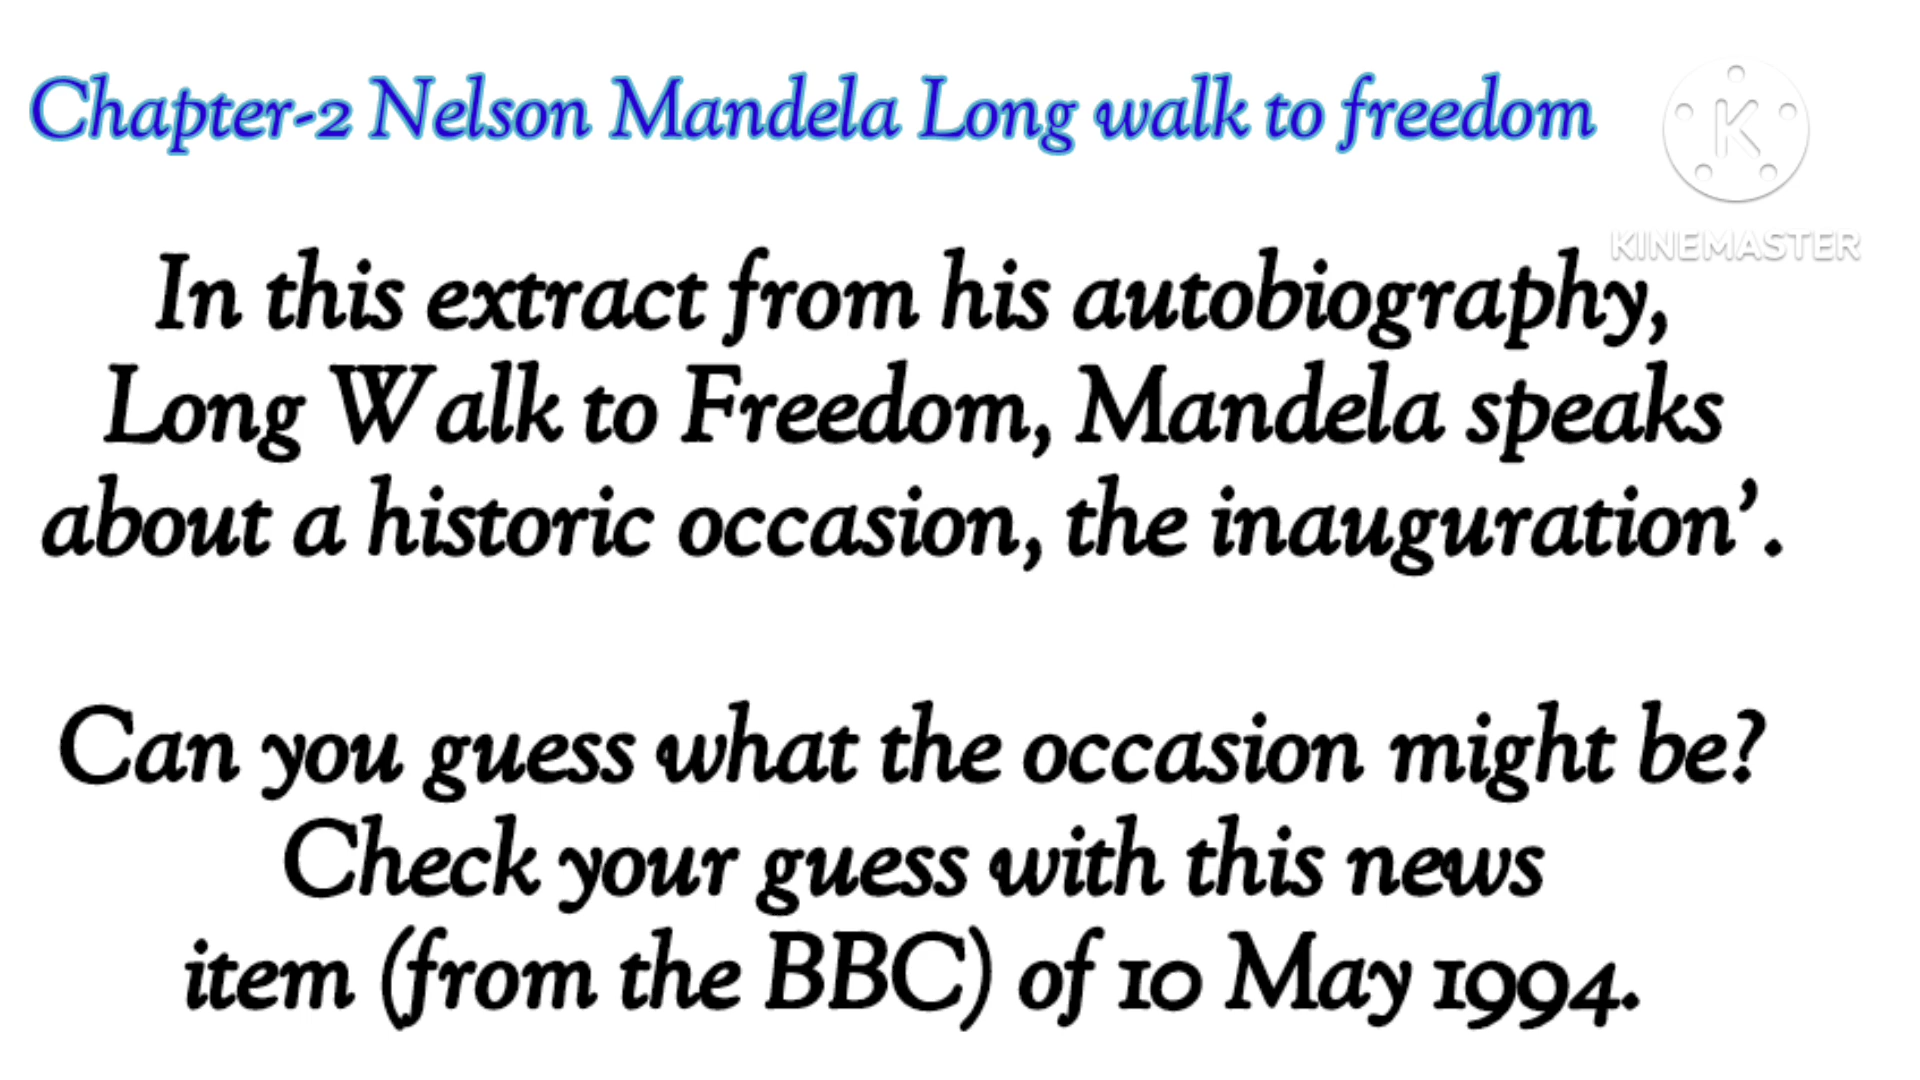 Chapter-2 Nelson Mandela Long walk to freedom
K
KINEMASTER
In this extract from his autobiography,
Long Walk to Freedom, Mandela speaks
about a historic occasion, the inauguration’.
Can you guess what the occasion might be?
Check your guess with this news
item (from the BBC) of 10 May 1994.